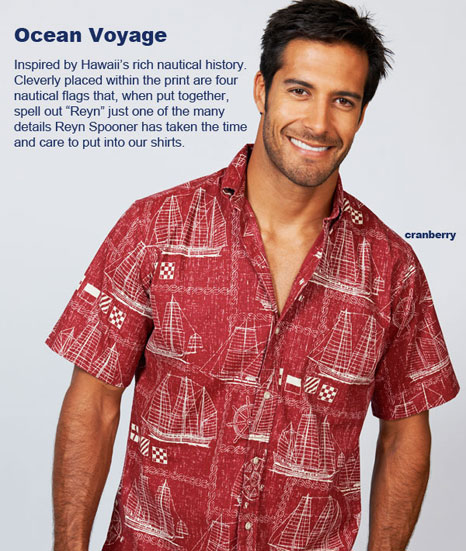 Ocean Voyage
Inspired by Hawaii's rich nautical history.
Cleverly placed within the print are four
nautical flags that, when put together,
spell out “Reyn” just one of the many
details Reyn Spooner has taken the time
and care to put into our shirts.
cranberry